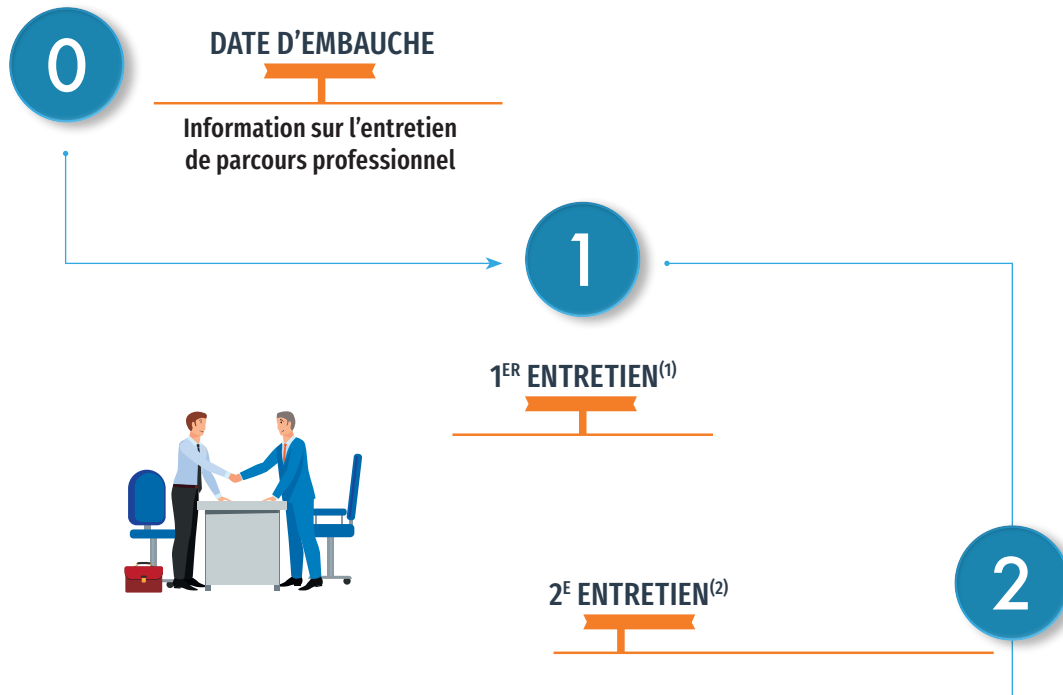 0
DATE D’EMBAUCHE
Information sur l’entretien
de parcours professionnel
1
1ER ENTRETIEN(1)
2E ENTRETIEN(2)
2